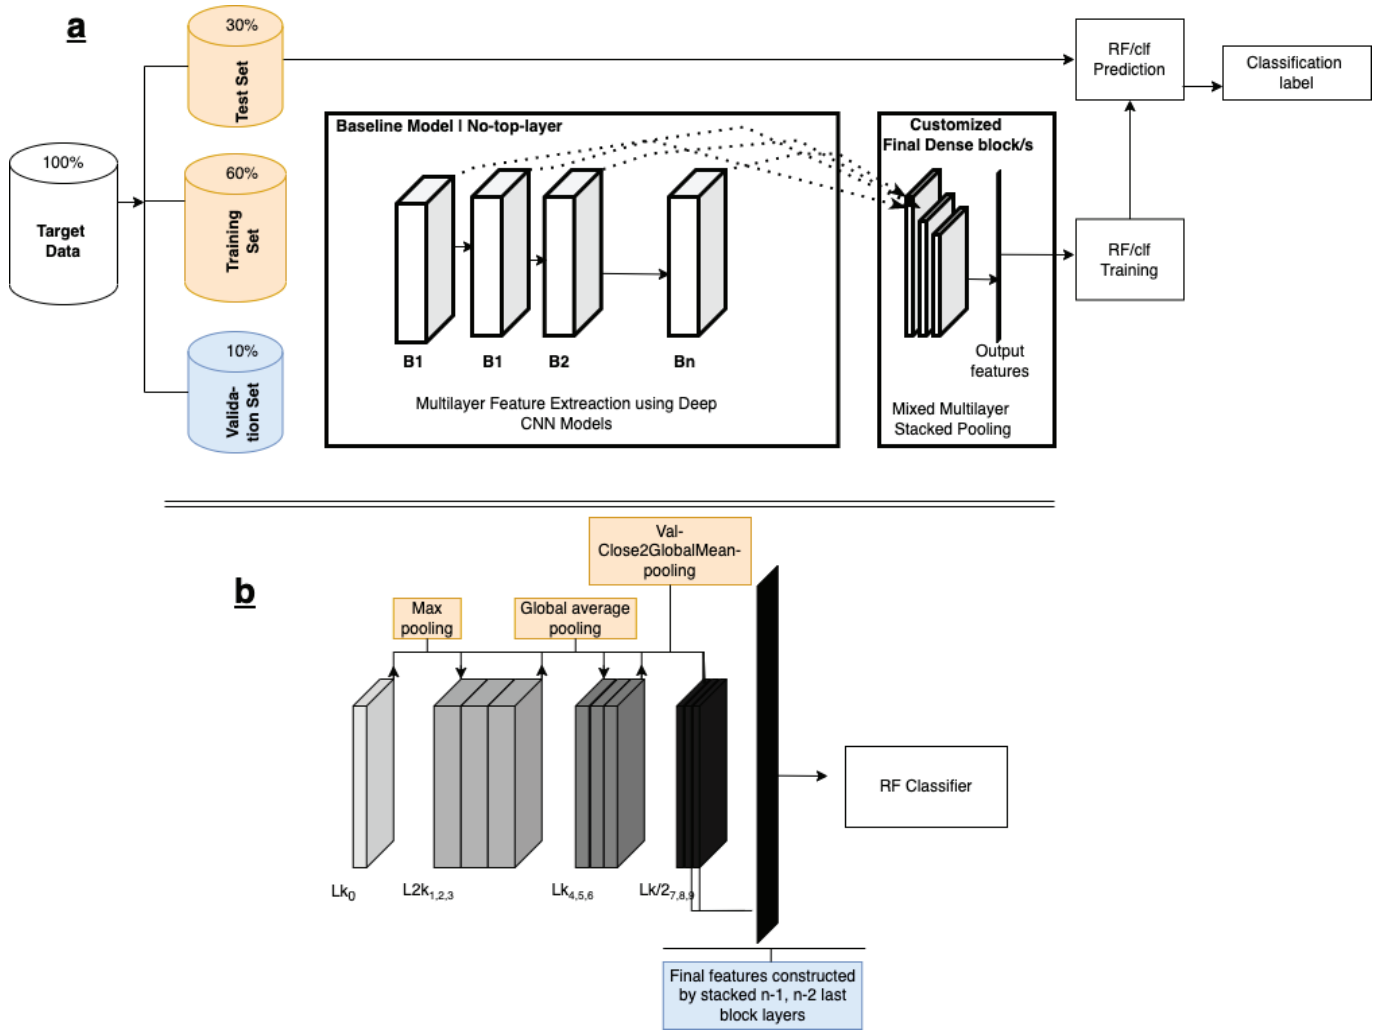 a
30%
Test Set
RF/clf
Prediction
Classification
label
Baseline Model | No-top-layer
Customized
Final Dense block/s
100%
Target
Data
60%
Training
Set
RF/clf
Training
10%
Valida-
tion Set
B1
B1
B2
Bn
Output
features
Multilayer Feature Extreaction using Deep
CNN Models
Mixed Multilayer
Stacked Pooling
b
Val-
Close2GlobalMean-
pooling
Max
pooling
Global average
pooling
RF Classifier
Lk0
L2k1,2,3
Lk4,5,6
Lk/27,8,9
Final features constructed
by stacked n-1, n-2 last
block layers